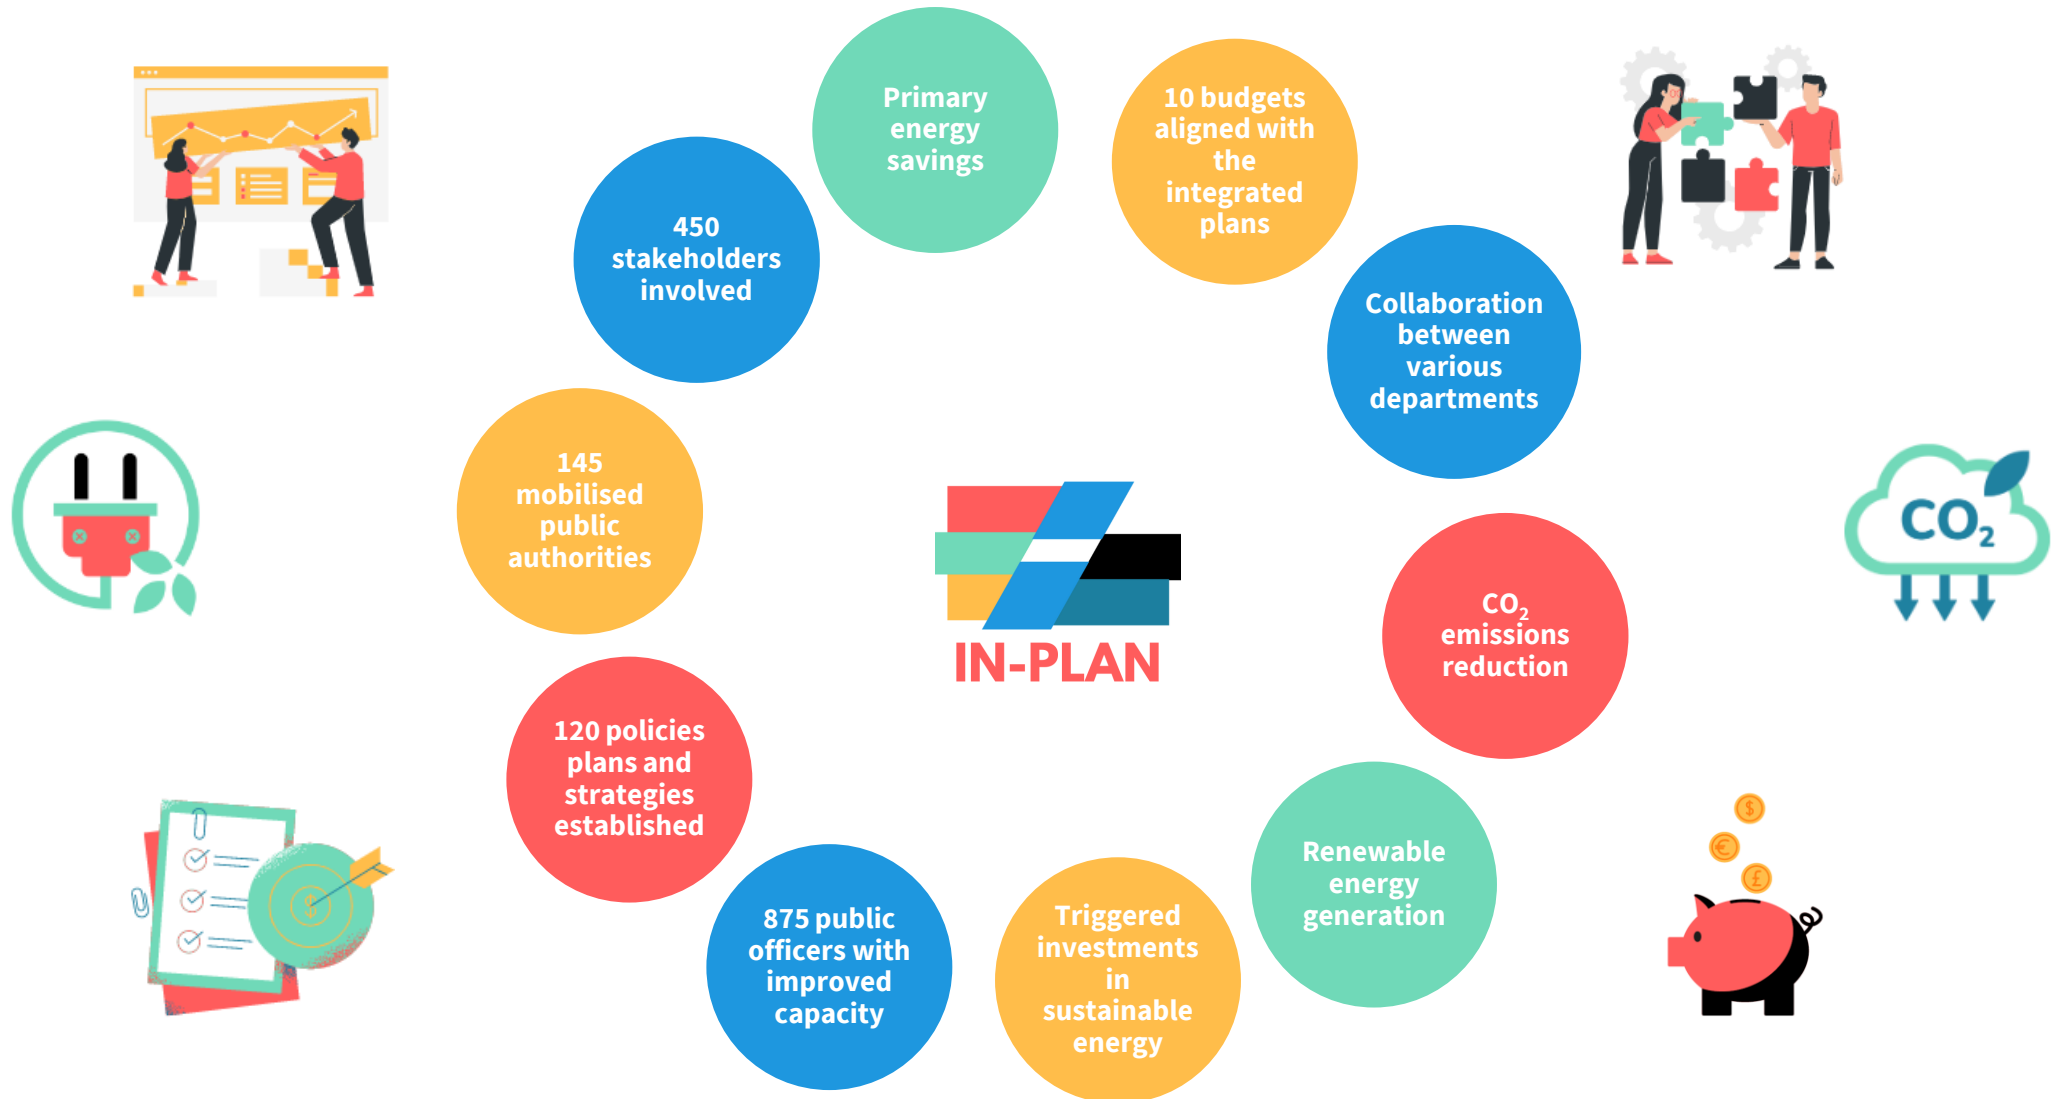 Primary
energy
savings
10 budgets
aligned with
the
integrated
plans
450
stakeholders
involved
Collaboration
between
various
departments
145
mobilised
public
authorities
CO₂
IN-PLAN
CO₂
emissions
reduction
120 policies
plans and
strategies
established
Renewable
energy
generation
875 public
officers with
improved
capacity
Triggered
investments
in
sustainable
energy
$
€
£
$